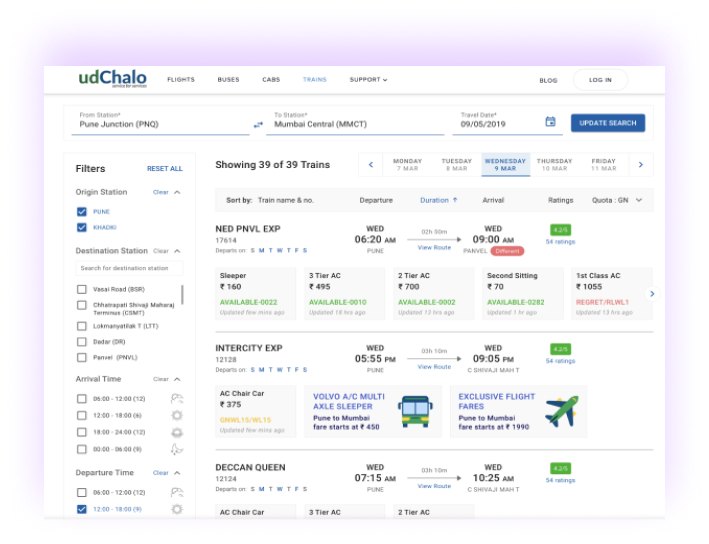 udChalo
service for services
FLIGHTS BUSES CABS TRAINS SUPPORT BLOG LOG IN
From Station* To Station* Travel Date*
Pune Junction (PNQ) Mumbai Central (MMCT) 09/05/2019 UPDATE SEARCH
Filters RESET ALL
Origin Station Clear
PUNE
KHADKI
Destination Station Clear
Search for destination station
Vasai Road (BSR)
Chhatrapati Shivaji Maharaj
Terminus (CSMT)
Lokmanyatilak T (LTT)
Dadar (DR)
Panvel (PNVL)
Arrival Time Clear
06:00 - 12:00 (12)
12:00 - 18:00 (6)
18:00 - 24:00 (12)
00:00 - 06:00 (9)
Departure Time Clear
06:00 - 12:00 (12)
12:00 - 18:00 (9)
Showing 39 of 39 Trains
MONDAY TUESDAY WEDNESDAY THURSDAY FRIDAY
7 MAR 8 MAR 9 MAR 10 MAR 11 MAR
Sort by: Train name & no. Departure Duration Arrival Ratings Quota : GN
NED PNVL EXP WED 02h 50m WED 4.2/5
17614 06:20 AM 09:00 AM 54 ratings
Departs on: S M T W T F S PUNE View Route PANVEL Different
Sleeper 3 Tier AC 2 Tier AC Second Sitting 1st Class AC
₹ 160 ₹ 495 ₹ 700 ₹ 70 ₹ 1055
AVAILABLE-0022 AVAILABLE-0010 AVAILABLE-0002 AVAILABLE-0282 REGRET/RLWL1
Updated few mins ago Updated 18 hrs ago Updated 13 hrs ago Updated 1 hr ago Updated 13 hrs ago
INTERCITY EXP WED 03h 10m WED 4.2/5
12128 05:55 PM 09:05 PM 54 ratings
Departs on: S M T W T F S PUNE View Route C SHIVAJI MAH T
AC Chair Car
₹ 375
GNWL15/WL10
Updated few mins ago
VOLVO A/C MULTI
AXLE SLEEPER
Pune to Mumbai
fare starts at ₹ 450
EXCLUSIVE FLIGHT
FARES
Pune to Mumbai
fare starts at ₹ 1990
DECCAN QUEEN WED 03h 10m WED 4.2/5
12124 07:15 AM 10:25 AM 54 ratings
Departs on: S M T W T F S PUNE View Route C SHIVAJI MAH T
AC Chair Car 3 Tier AC 2 Tier AC